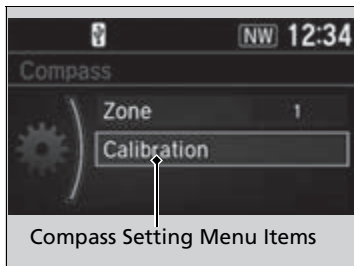 NW 12:34
Compass
Zone 1
Calibration
Compass Setting Menu Items